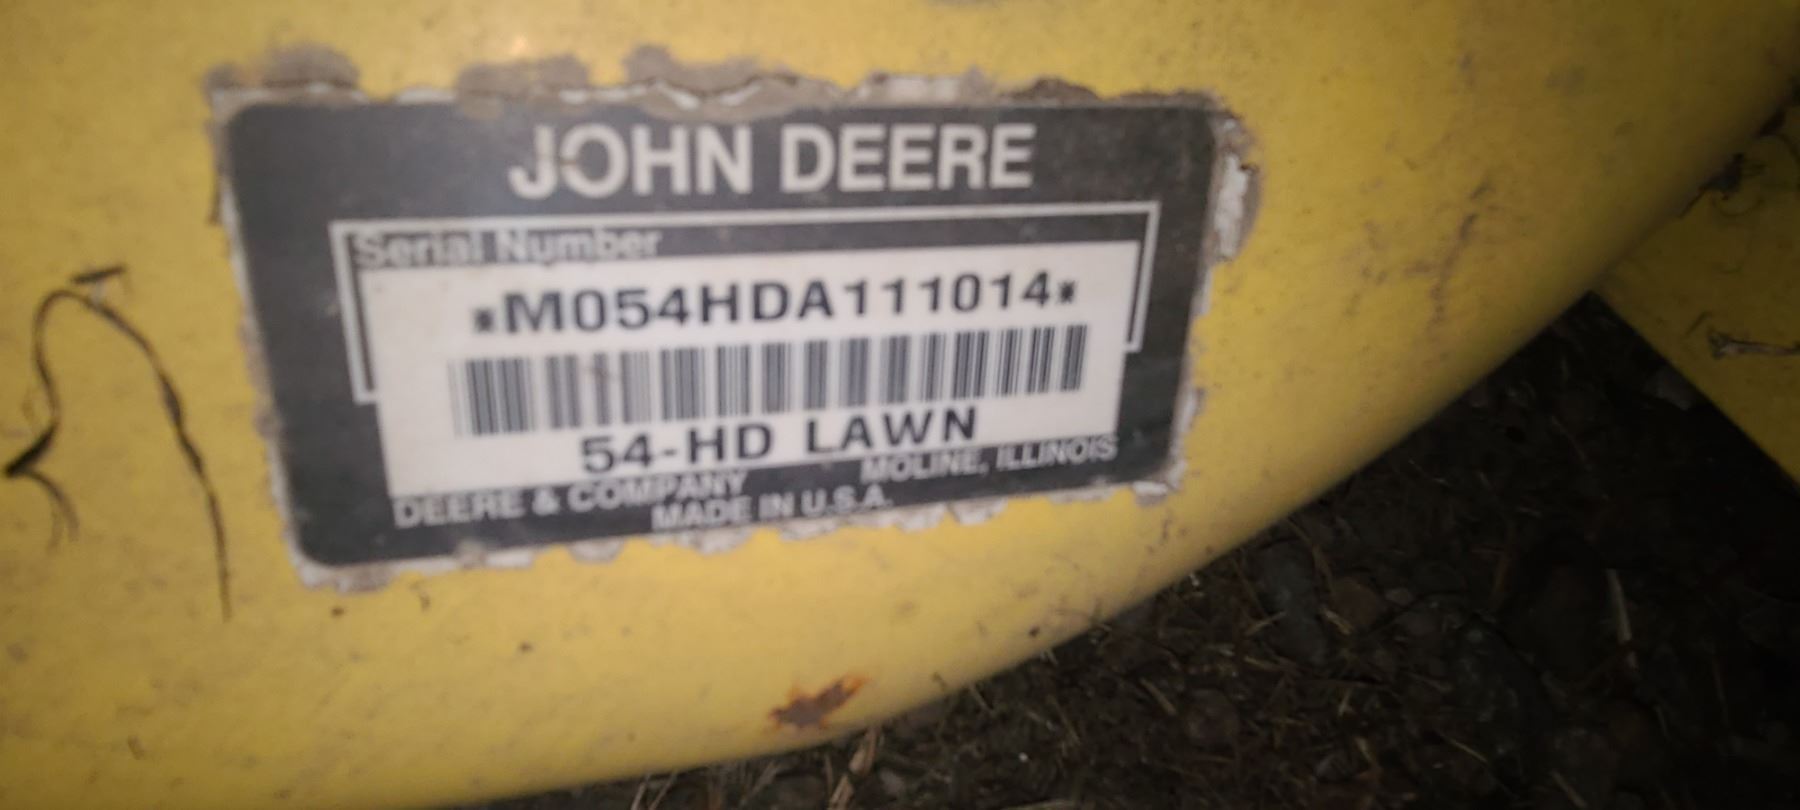 JOHN DEERE
Serial Number
*M054HDA111014*
54-HD LAWN
DEERE & COMPANY MOLINE, ILLINOIS
MADE IN U.S.A.